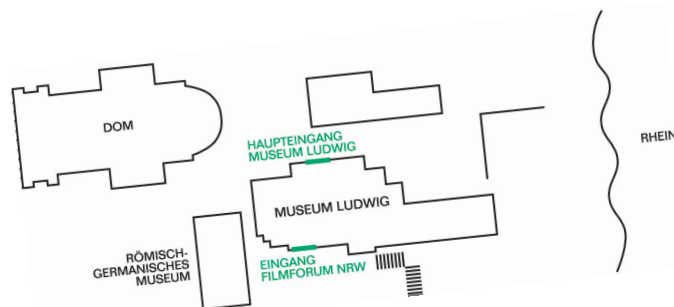 DOM
HAUPTEINGANG
MUSEUM LUDWIG
RHEIN
MUSEUM LUDWIG
RÖMISCH-
GERMANISCHES
MUSEUM
EINGANG
FILMFORUM NRW